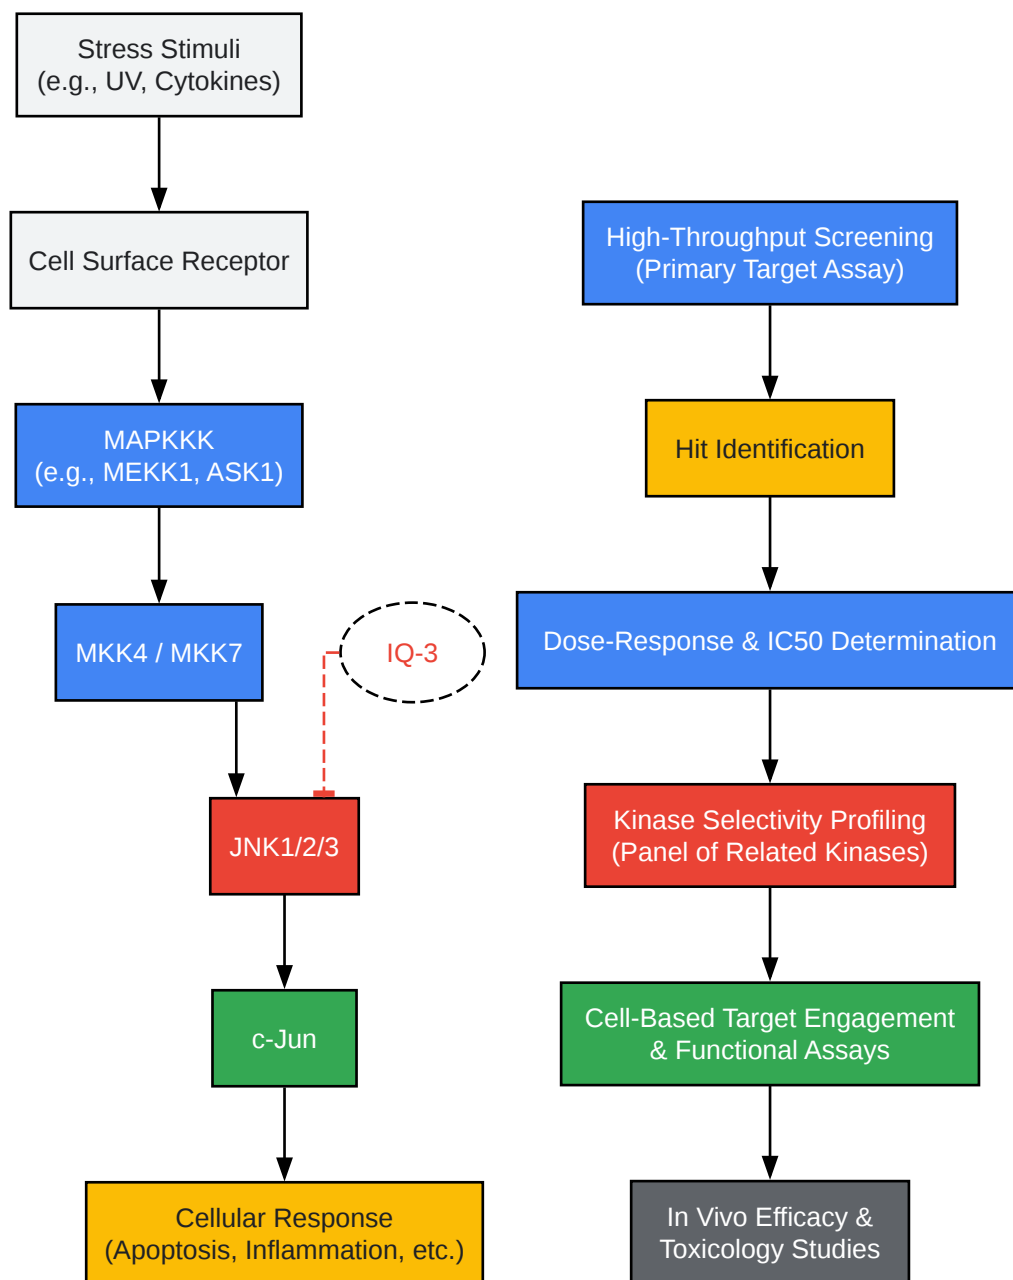 Stress Stimuli
(e.g., UV, Cytokines)
Cell Surface Receptor
MAPKKK
(e.g., MEKK1, ASK1)
MKK4 / MKK7
IQ-3
JNK1/2/3
c-Jun
Cellular Response
(Apoptosis, Inflammation, etc.)
High-Throughput Screening
(Primary Target Assay)
Hit Identification
Dose-Response & IC50 Determination
Kinase Selectivity Profiling
(Panel of Related Kinases)
Cell-Based Target Engagement
& Functional Assays
In Vivo Efficacy &
Toxicology Studies